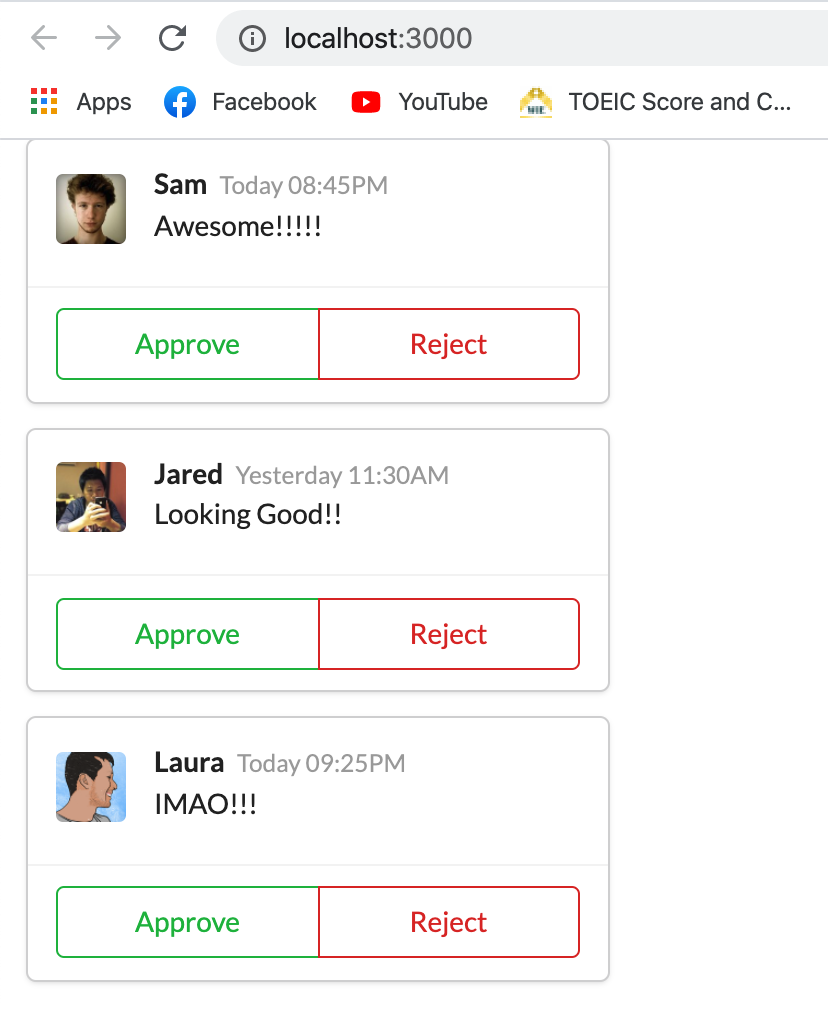 localhost:3000
Apps Facebook YouTube TOEIC Score and C...
Sam Today 08:45PM
Awesome!!!!!
Approve Reject
Jared Yesterday 11:30AM
Looking Good!!
Approve Reject
Laura Today 09:25PM
IMAO!!!
Approve Reject